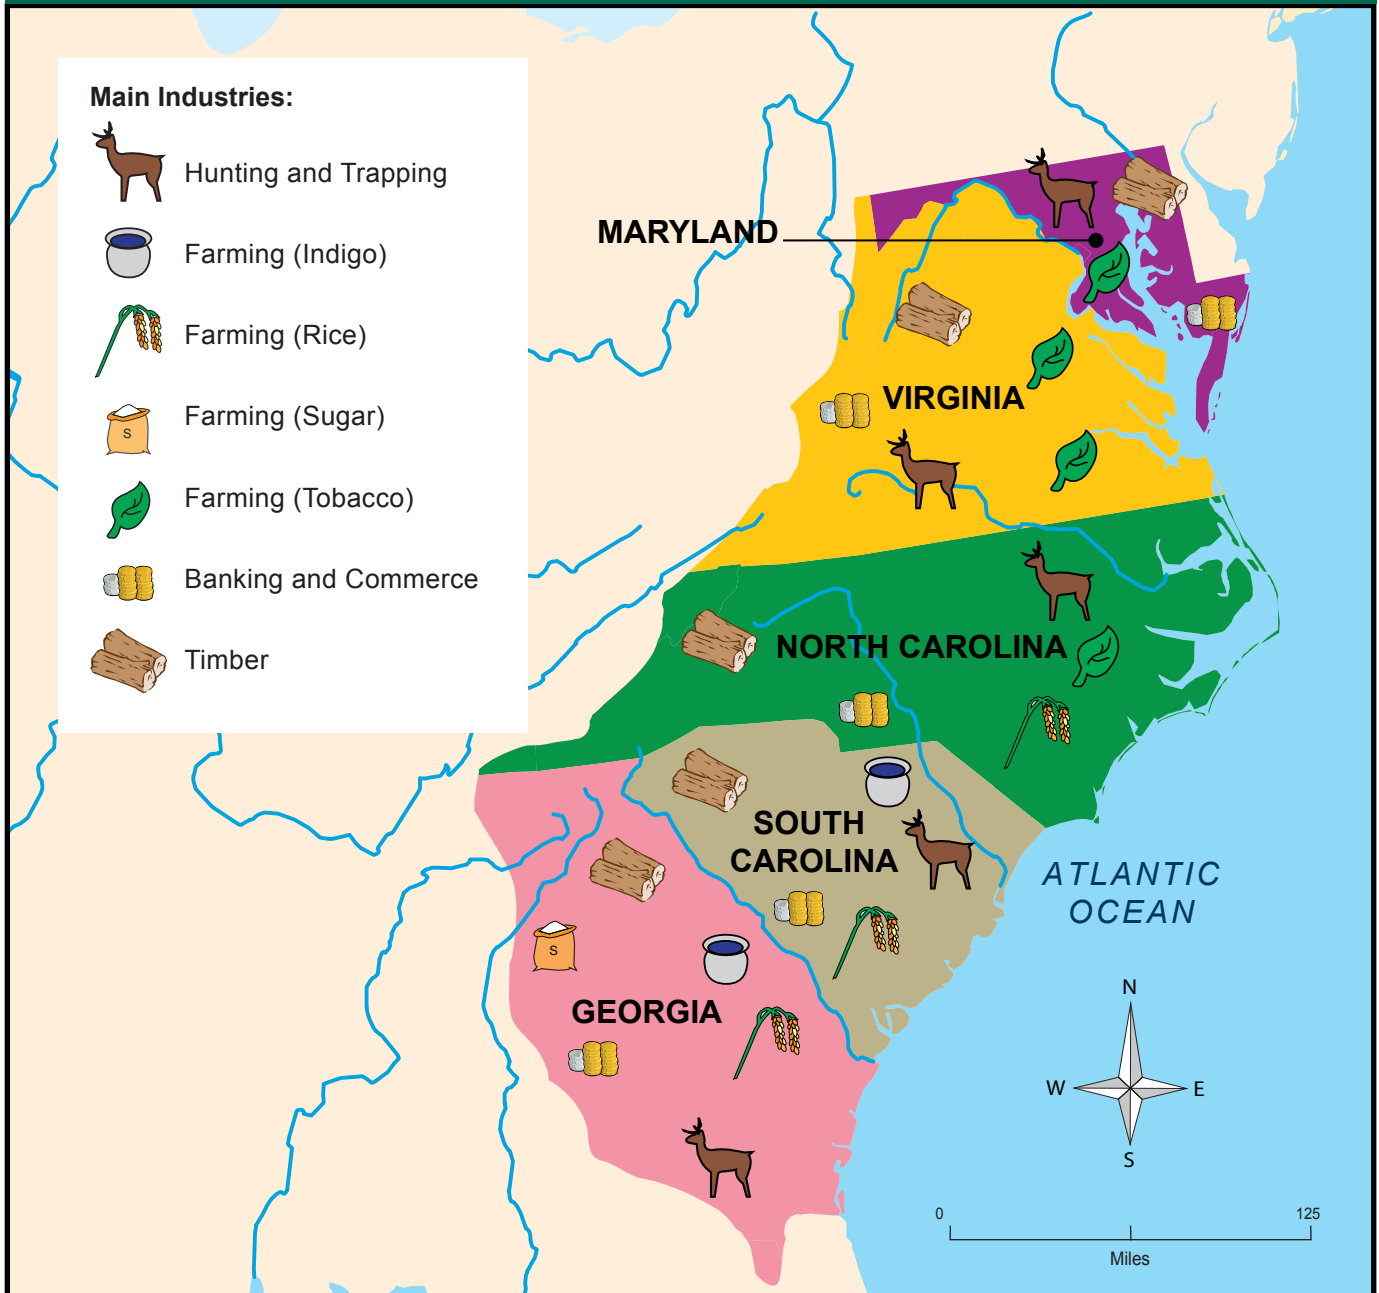 Main Industries:
Hunting and Trapping
Farming (Indigo)
Farming (Rice)
Farming (Sugar)
S
Farming (Tobacco)
Banking and Commerce
Timber
MARYLAND
VIRGINIA
NORTH CAROLINA
SOUTH
CAROLINA
S
GEORGIA
ATLANTIC
OCEAN
N
W
E
S
0
125
Miles